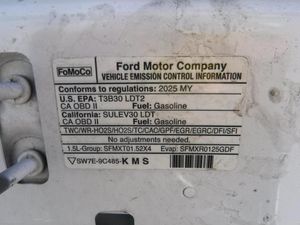 FoMoCo
Ford Motor Company
VEHICLE EMISSION CONTROL INFORMATION
Conforms to regulations: 2025 MY
U.S. EPA: T3B30 LDT2
CA OBD II Fuel: Gasoline
California: SULEV30 LDT
CA OBD II Fuel: Gasoline
TWC/WR-HO2S/HO2S/TC/CAC/GPF/EGR/EGRC/DFI/SFI
No adjustments needed.
1.5L-Group: SFMXT01.52X4 Evap: SFMXR0125GDF
SW7E-9C485-KMS